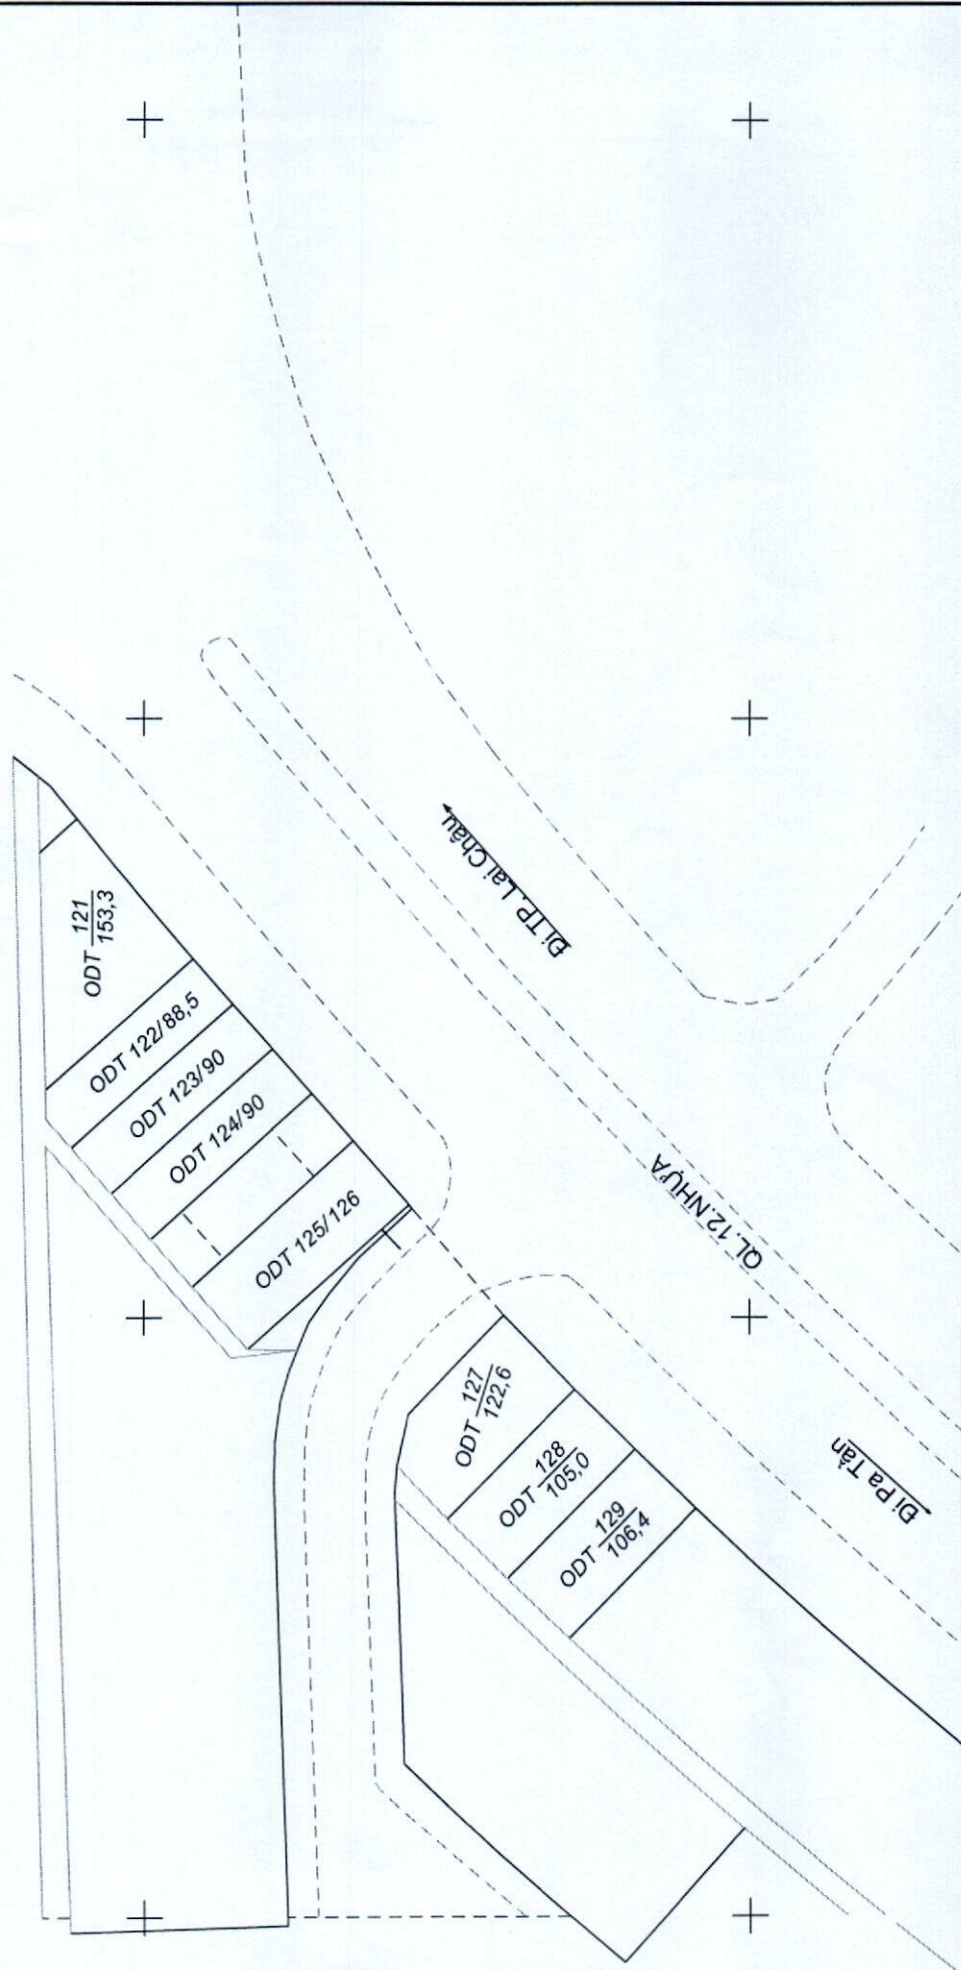 Đi TP. Lai Châu
ODT 121
153,3
ODT 122/88,5
ODT 123/90
ODT 124/90
ODT 125/126
QL.12.NHỰA
ODT 127
122,6
ODT 128
105,0
ODT 129
106,4
Đi Pa Tần